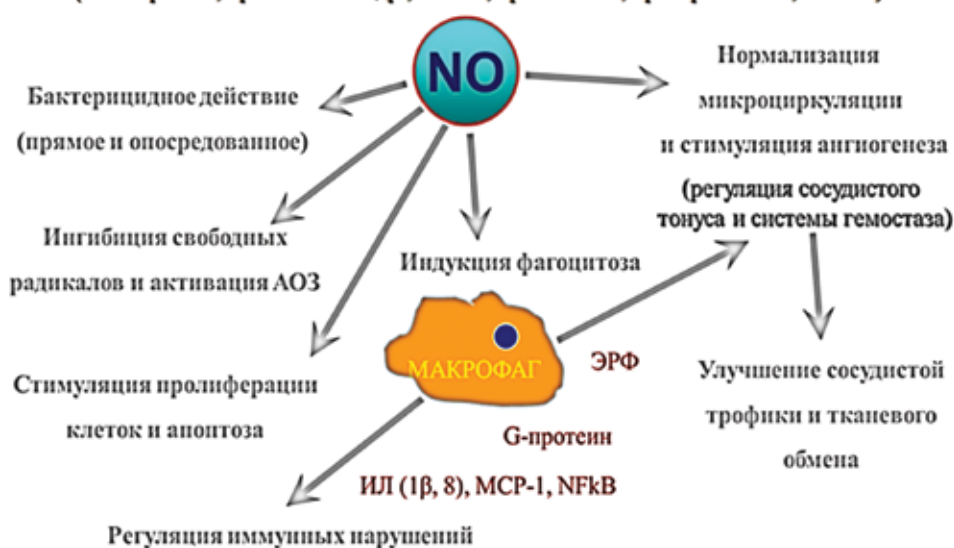 NO
Бактерицидное действие
(прямое и опосредованное)
Ингибиция свободных
радикалов и активация АОЗ
Стимуляция пролиферации
клеток и апоптоза
Индукция фагоцитоза
МАКРОФАГ
ЭРФ
G-протеин
ИЛ (1β, 8), MCP-1, NFkB
Регуляция иммунных нарушений
Нормализация
микроциркуляции
и стимуляция ангиогенеза
(регуляция сосудистого
тонуса и системы гемостаза)
Улучшение сосудистой
трофики и тканевого
обмена